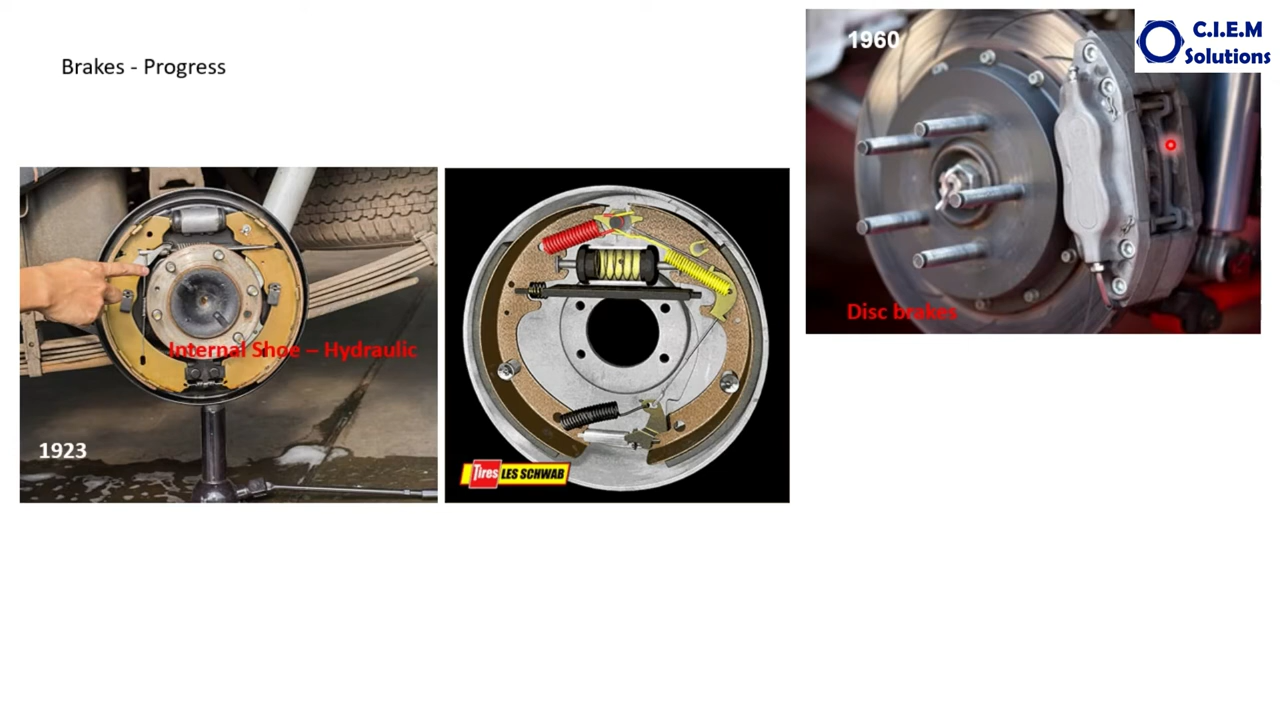 Brakes - Progress
1960
C.I.E.M
Solutions
Disc brakes
Internal Shoe – Hydraulic
1923
Tires LES SCHWAB